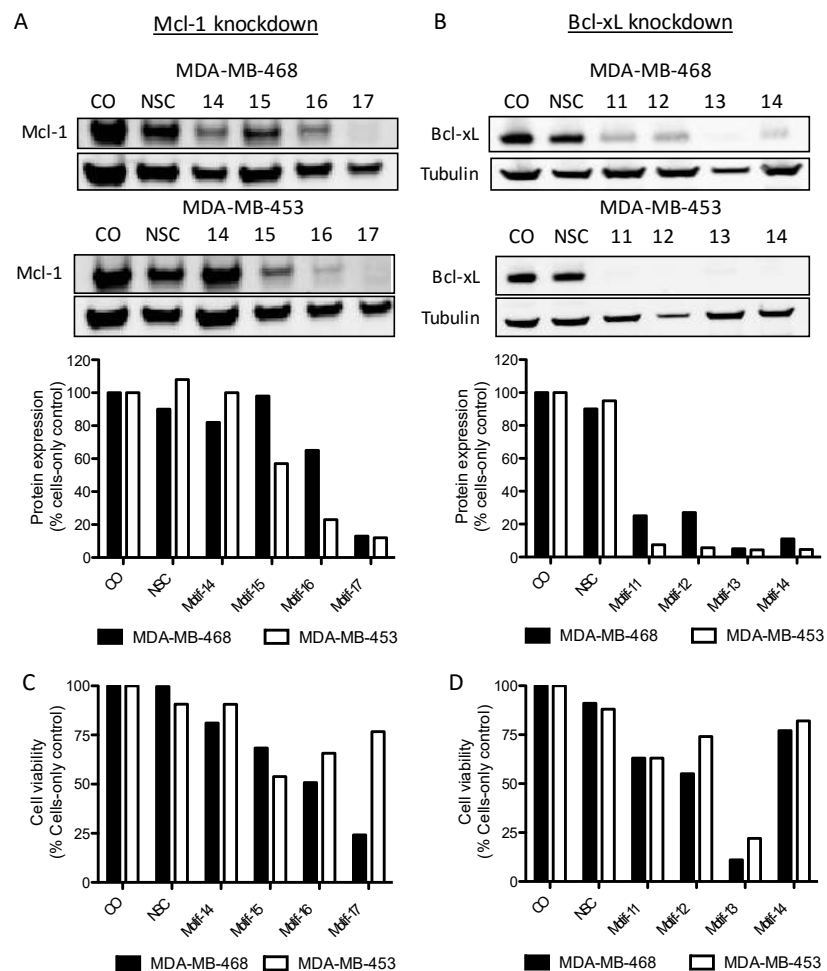 A
Mcl-1 knockdown
MDA-MB-468
CO NSC 14 15 16 17
Mcl-1
MDA-MB-453
CO NSC 14 15 16 17
Mcl-1
120
100
80
60
40
20
0
Protein expression
(% cells-only control)
CO NSC Motif-14 Motif-15 Motif-16 Motif-17
MDA-MB-468 MDA-MB-453
B
Bcl-xL knockdown
MDA-MB-468
CO NSC 11 12 13 14
Bcl-xL
Tubulin
MDA-MB-453
CO NSC 11 12 13 14
Bcl-xL
Tubulin
120
100
80
60
40
20
0
Protein expression
(% cells-only control)
CO NSC Motif-11 Motif-12 Motif-13 Motif-14
MDA-MB-468 MDA-MB-453
C
100
75
50
25
0
Cell viability
(% Cells-only control)
CO NSC Motif-14 Motif-15 Motif-16 Motif-17
MDA-MB-468 MDA-MB-453
D
100
75
50
25
0
Cell viability
(% Cells-only control)
CO NSC Motif-11 Motif-12 Motif-13 Motif-14
MDA-MB-468 MDA-MB-453